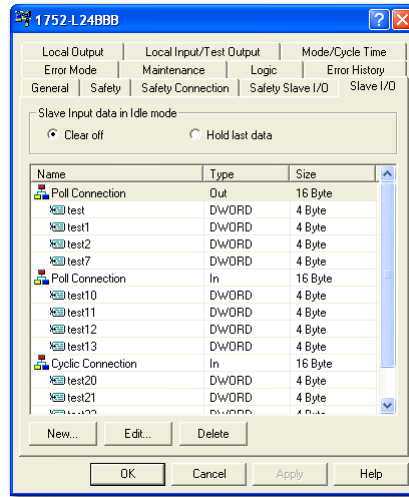 1752-L24BBB
Local Output Local Input/Test Output Mode/Cycle Time
Error Mode Maintenance Logic Error History
General Safety Safety Connection Safety Slave I/O Slave I/O
Slave Input data in Idle mode
Clear off Hold last data
Name Type Size
Poll Connection Out 16 Byte
test DWORD 4 Byte
test1 DWORD 4 Byte
test2 DWORD 4 Byte
test7 DWORD 4 Byte
Poll Connection In 16 Byte
test10 DWORD 4 Byte
test11 DWORD 4 Byte
test12 DWORD 4 Byte
test13 DWORD 4 Byte
Cyclic Connection In 16 Byte
test20 DWORD 4 Byte
test21 DWORD 4 Byte
New... Edit... Delete
OK Cancel Apply Help